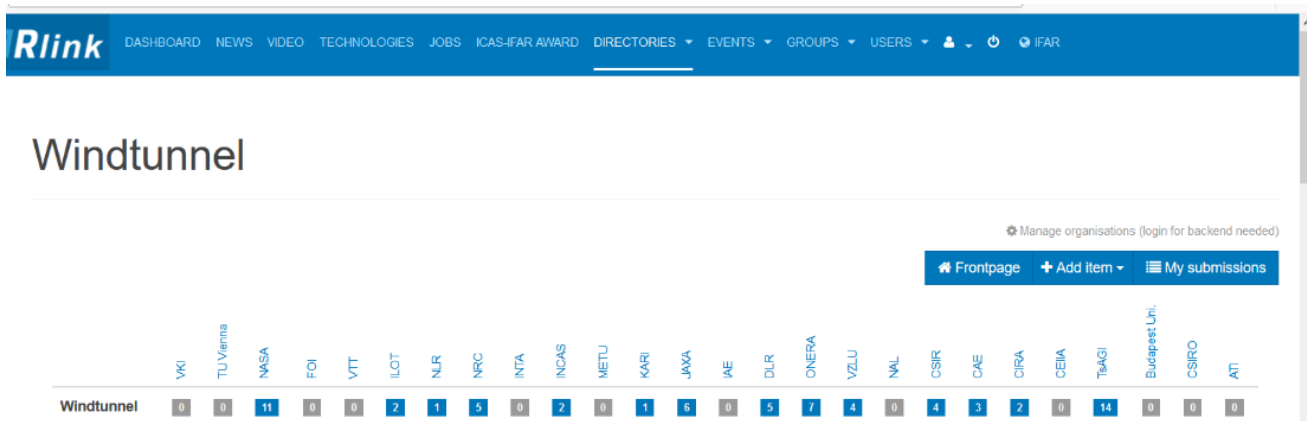 Rlink DASHBOARD NEWS VIDEO TECHNOLOGIES JOBS ICAS-IFAR AWARD DIRECTORIES EVENTS GROUPS USERS IFAR
Windtunnel
Manage organisations (login for backend needed)
Frontpage + Add item My submissions
VKI TU Vienna NASA FOI VTT ILOT NLR NRC INTA INCAS METU KARI JAXA IAE DLR ONERA VZLU NAL CSIR CAE CIRA CEIIA TsAGI Budapest Uni. CSIRO ATI
Windtunnel 0 0 11 0 0 2 1 5 0 2 0 1 6 0 5 7 4 0 4 3 2 0 14 0 0 0